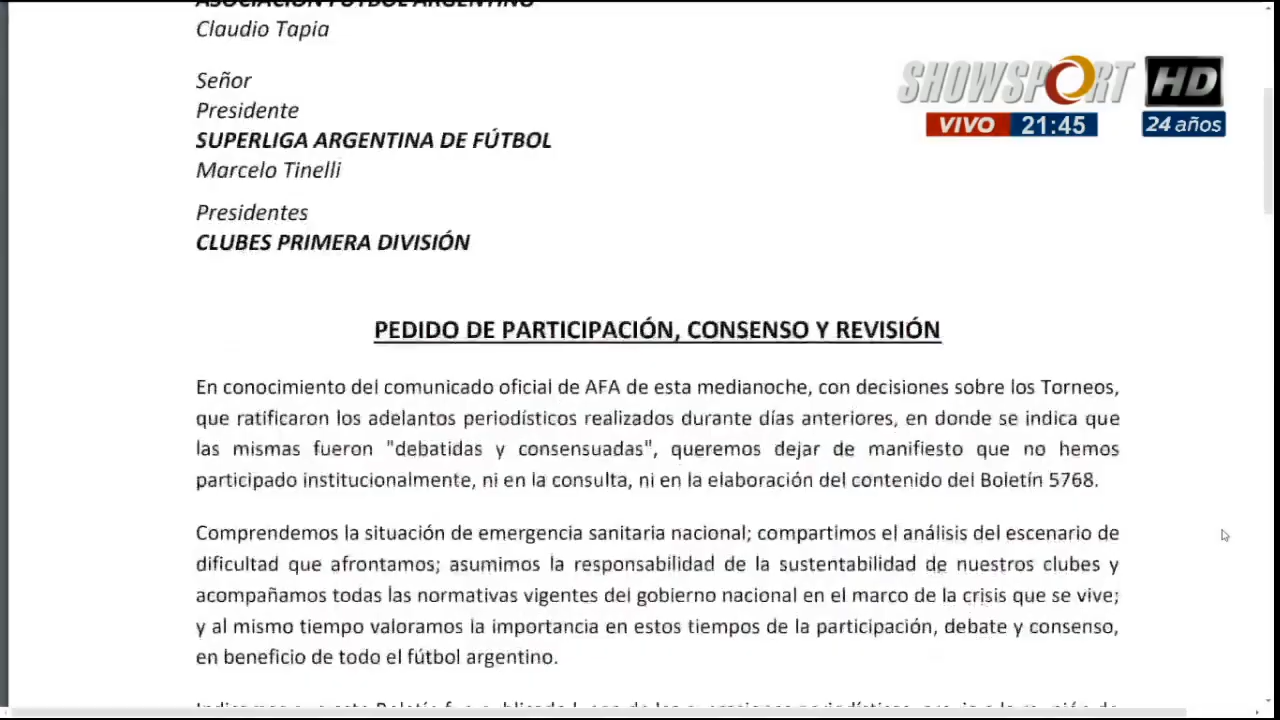 ASOCIACIÓN FÚTBOL ARGENTINO
Claudio Tapia
Señor
Presidente
SUPERLIGA ARGENTINA DE FÚTBOL
Marcelo Tinelli
Presidentes
CLUBES PRIMERA DIVISIÓN
SHOWSPORT HD
VIVO 21:45 24 años
PEDIDO DE PARTICIPACIÓN, CONSENSO Y REVISIÓN
En conocimiento del comunicado oficial de AFA de esta medianoche, con decisiones sobre los Torneos,
que ratificaron los adelantos periodísticos realizados durante días anteriores, en donde se indica que
las mismas fueron "debatidas y consensuadas", queremos dejar de manifiesto que no hemos
participado institucionalmente, ni en la consulta, ni en la elaboración del contenido del Boletín 5768.
Comprendemos la situación de emergencia sanitaria nacional; compartimos el análisis del escenario de
dificultad que afrontamos; asumimos la responsabilidad de la sustentabilidad de nuestros clubes y
acompañamos todas las normativas vigentes del gobierno nacional en el marco de la crisis que se vive;
y al mismo tiempo valoramos la importancia en estos tiempos de la participación, debate y consenso,
en beneficio de todo el fútbol argentino.